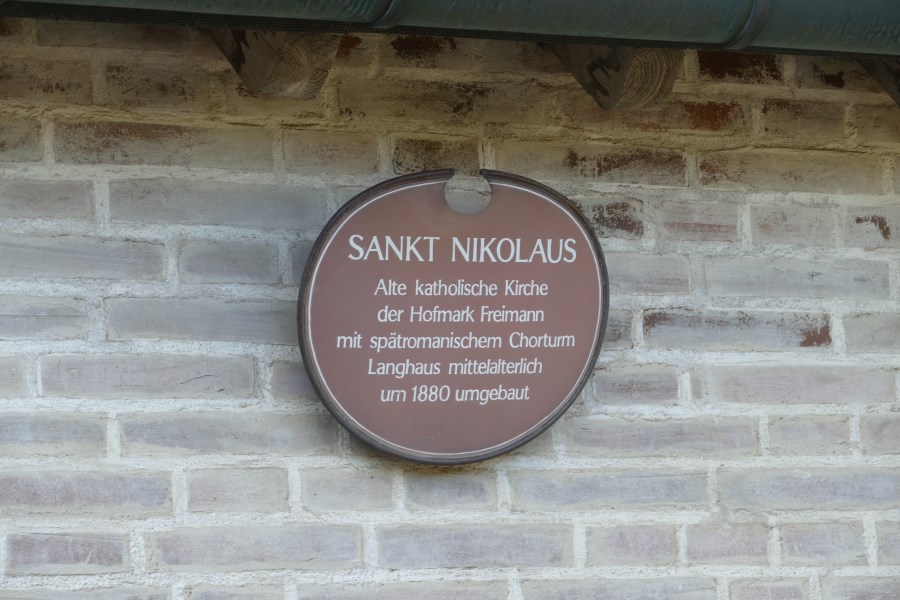 SANKT NIKOLAUS
Alte katholische Kirche
der Hofmark Freimann
mit spätromanischem Chorturm
Langhaus mittelalterlich
um 1880 umgebaut